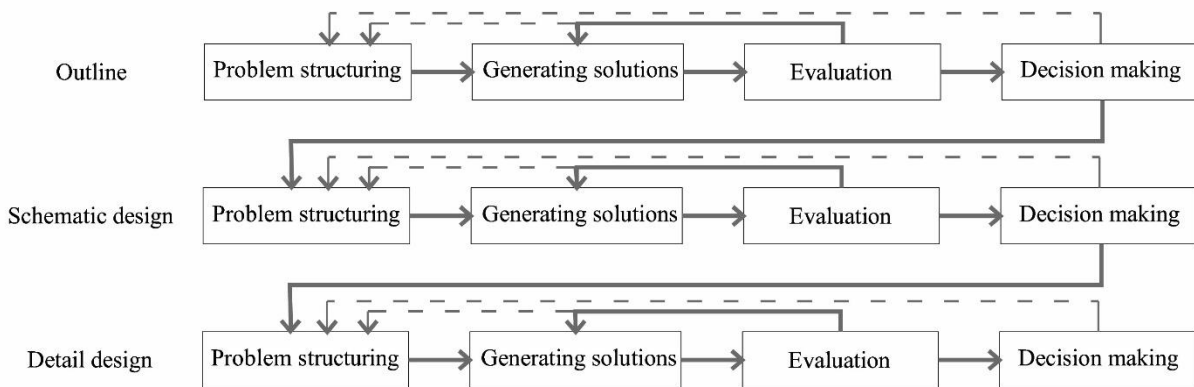 Outline
Problem structuring
Generating solutions
Evaluation
Decision making
Schematic design
Problem structuring
Generating solutions
Evaluation
Decision making
Detail design
Problem structuring
Generating solutions
Evaluation
Decision making